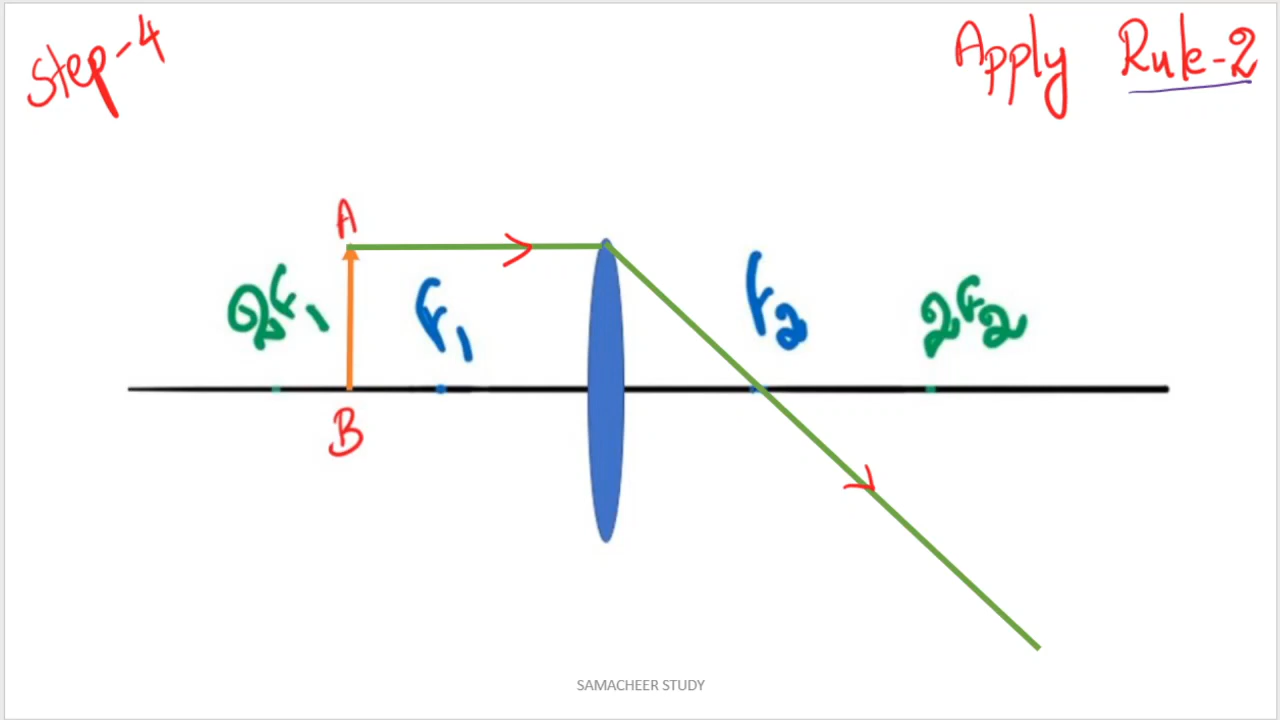 Step-4
Apply Rule-2
A
2F1
F1
F2
2F2
B
SAMACHEER STUDY